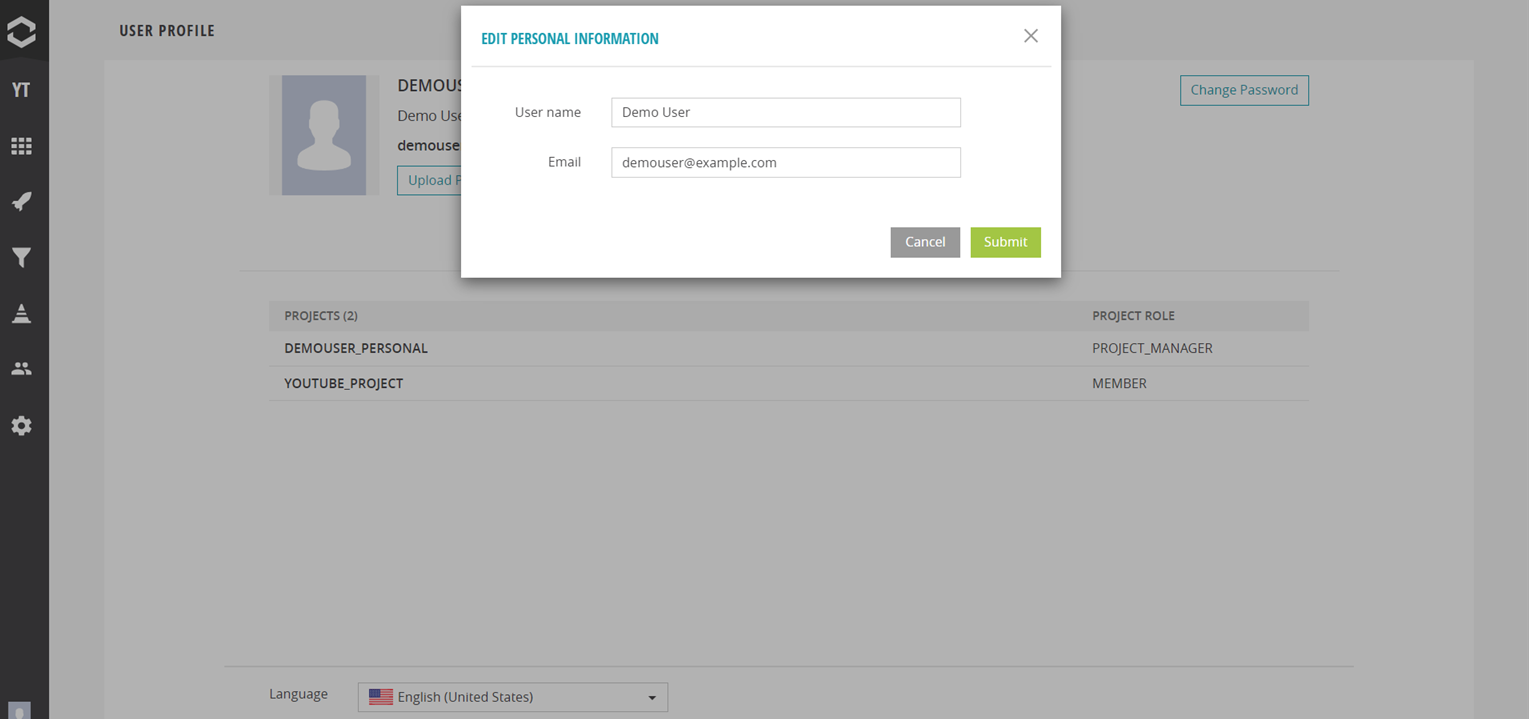 USER PROFILE
EDIT PERSONAL INFORMATION
YT
DEMOUS
Change Password
Demo Use
demouse
Upload P
User name
Demo User
Email
demouser@example.com
Cancel
Submit
PROJECTS (2)
PROJECT ROLE
DEMOUSER_PERSONAL
PROJECT_MANAGER
YOUTUBE_PROJECT
MEMBER
Language
English (United States)